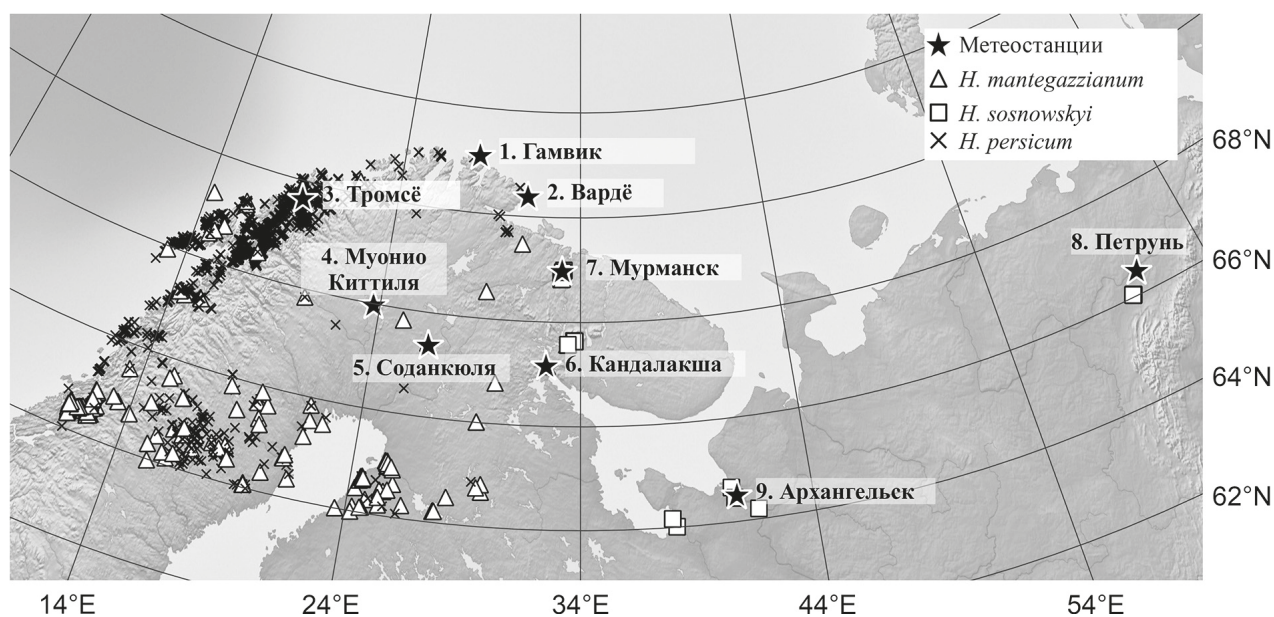 Метеостанции
H. mantegazzianum
H. sosnowskyi
H. persicum
1. Гамвик
2. Вардё
3. Тромсё
4. Муонио
Киттиля
5. Соданкюля
6. Кандалакша
7. Мурманск
8. Петрунь
9. Архангельск
68°N
66°N
64°N
62°N
14°E
24°E
34°E
44°E
54°E